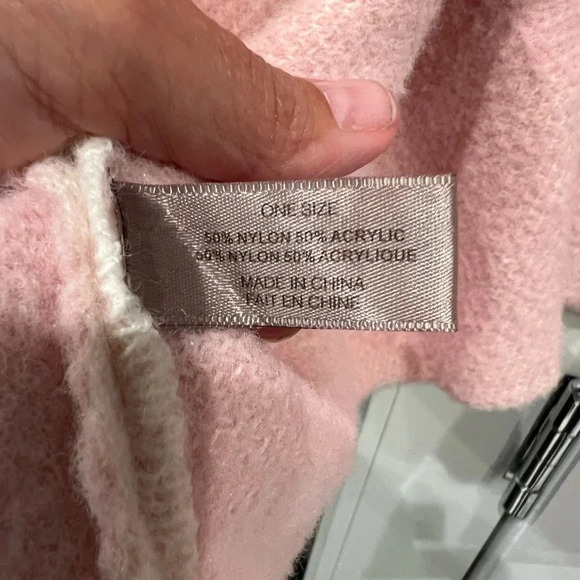 ONE SIZE
50% NYLON 50% ACRYLIC
50% NYLON 50% ACRYLIQUE
MADE IN CHINA
FAIT EN CHINE